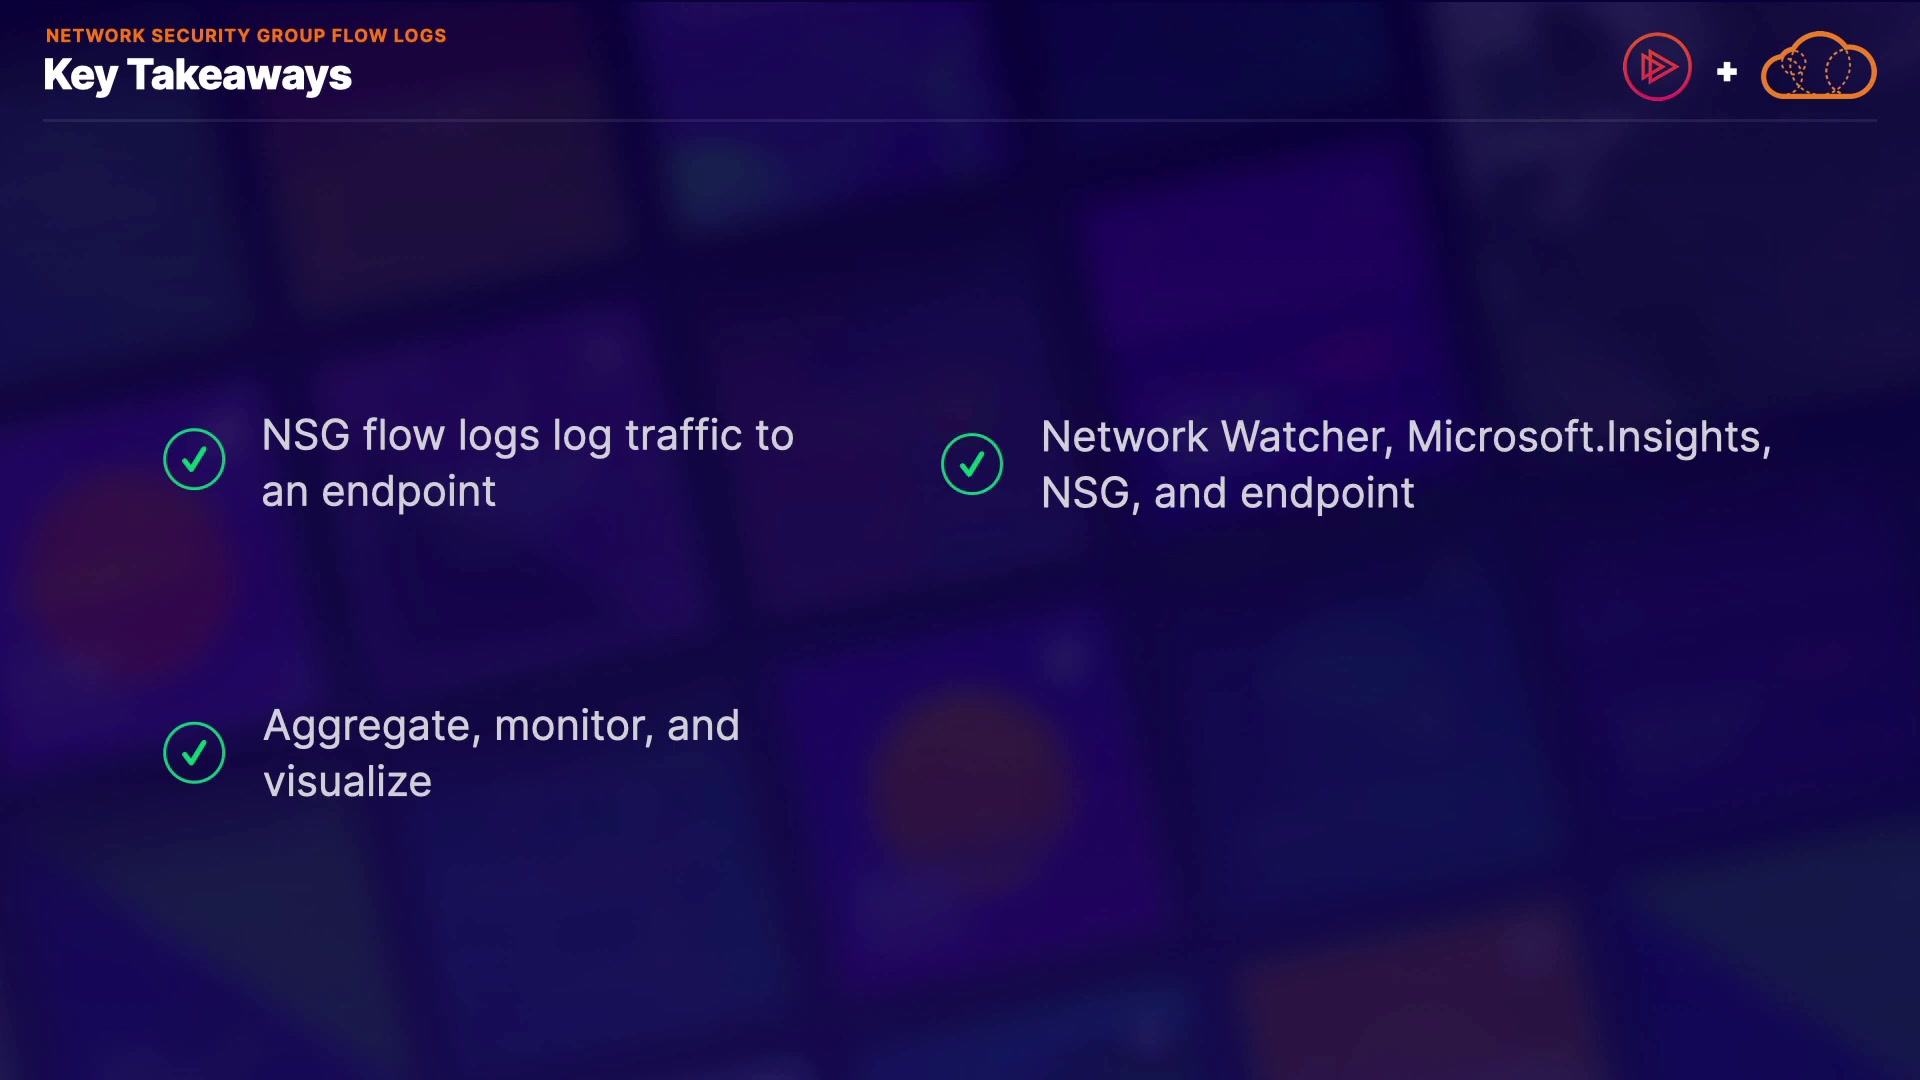 NETWORK SECURITY GROUP FLOW LOGS
Key Takeaways
NSG flow logs log traffic to
an endpoint
Network Watcher, Microsoft.Insights,
NSG, and endpoint
Aggregate, monitor, and
visualize